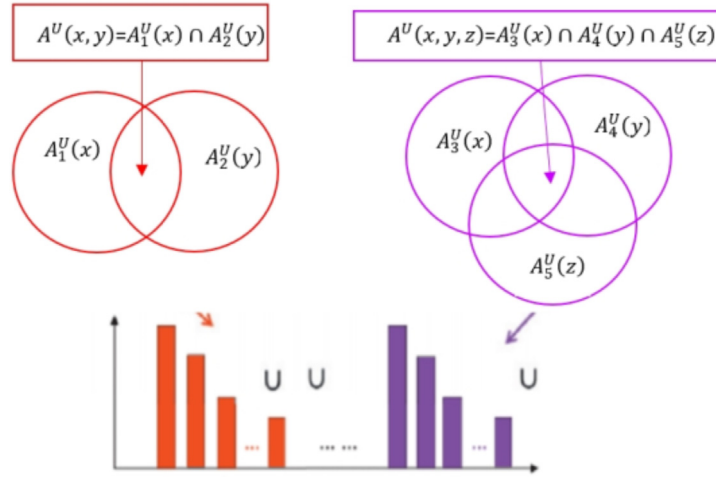 A^U(x, y)=A_1^U(x) ∩ A_2^U(y)
A^U(x, y, z)=A_3^U(x) ∩ A_4^U(y) ∩ A_5^U(z)
A_1^U(x)
A_2^U(y)
A_3^U(x)
A_4^U(y)
A_5^U(z)
... ∪ ∪ ... ... ... ∪